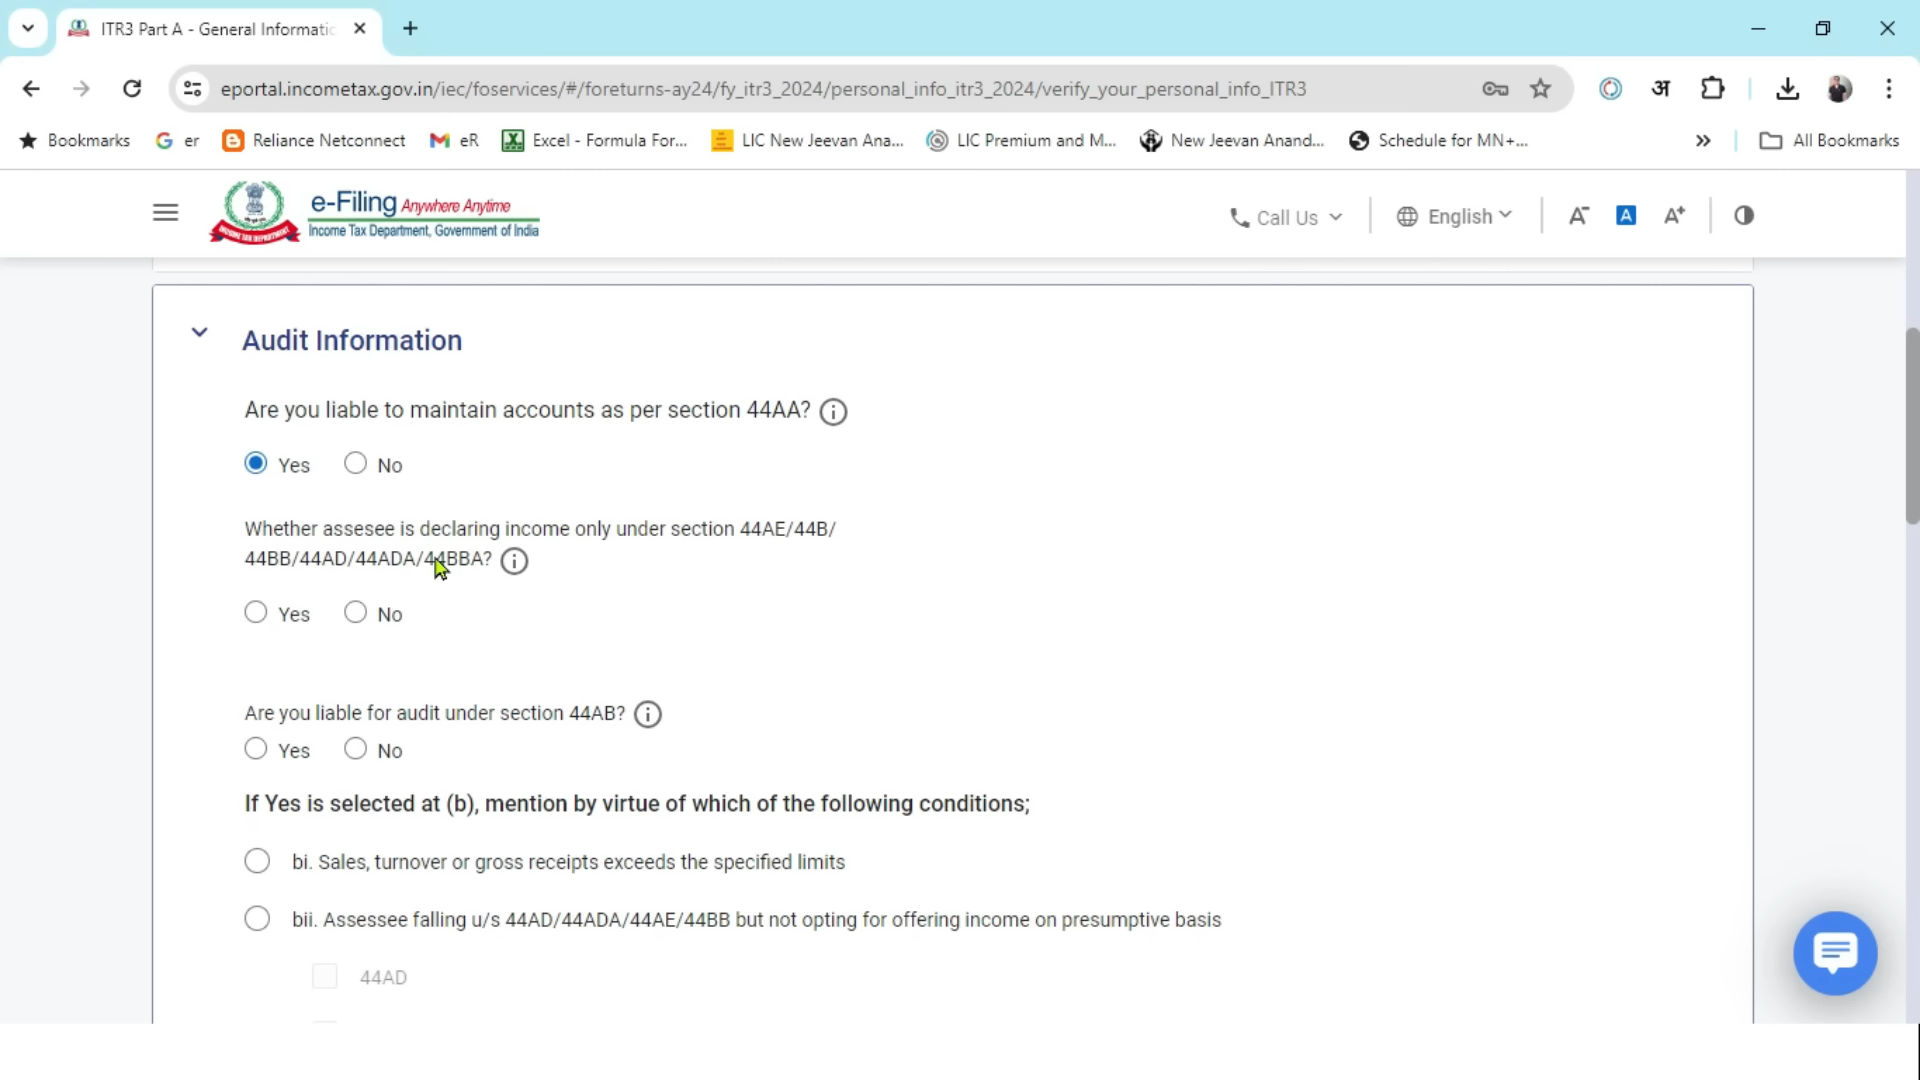 ITR3 Part A - General Informatic
eportal.incometax.gov.in/iec/foservices/#/foreturns-ay24/fy_itr3_2024/personal_info_itr3_2024/verify_your_personal_info_ITR3
अ
Bookmarks
er
Reliance Netconnect
eR
Excel - Formula For...
LIC New Jeevan Ana...
LIC Premium and M...
New Jeevan Anand...
Schedule for MN+...
All Bookmarks
e-Filing Anywhere Anytime
Income Tax Department, Government of India
INCOME TAX DEPARTMENT
Call Us
English
A-
A
A+
Audit Information
Are you liable to maintain accounts as per section 44AA?
Yes No
Whether assesee is declaring income only under section 44AE/44B/
44BB/44AD/44ADA/44BBA?
Yes No
Are you liable for audit under section 44AB?
Yes No
If Yes is selected at (b), mention by virtue of which of the following conditions;
bi. Sales, turnover or gross receipts exceeds the specified limits
bii. Assessee falling u/s 44AD/44ADA/44AE/44BB but not opting for offering income on presumptive basis
44AD